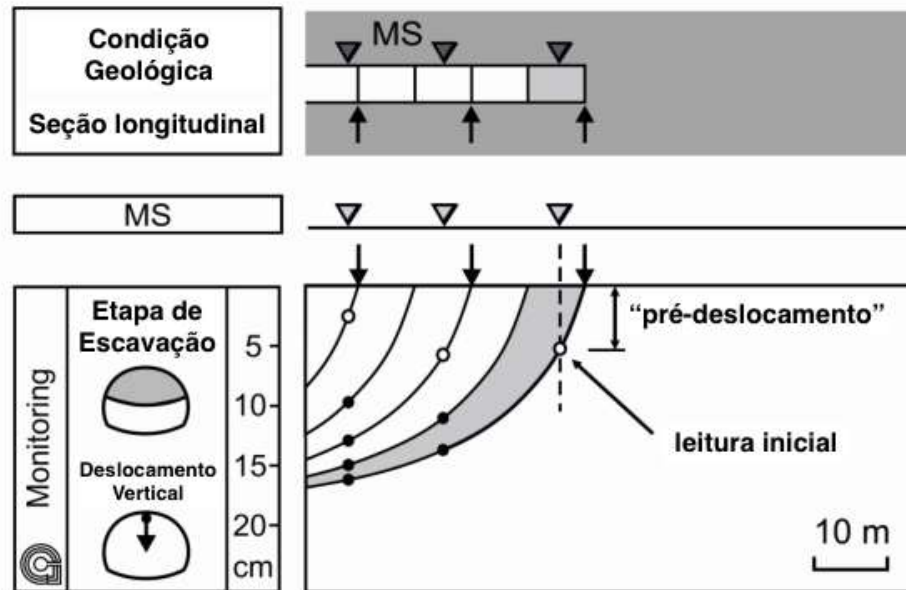 Condição
Geológica
Seção longitudinal
MS
MS
Monitoring
Etapa de
Escavação
Deslocamento
Vertical
5
10
15
20
cm
“pré-deslocamento”
leitura inicial
10 m